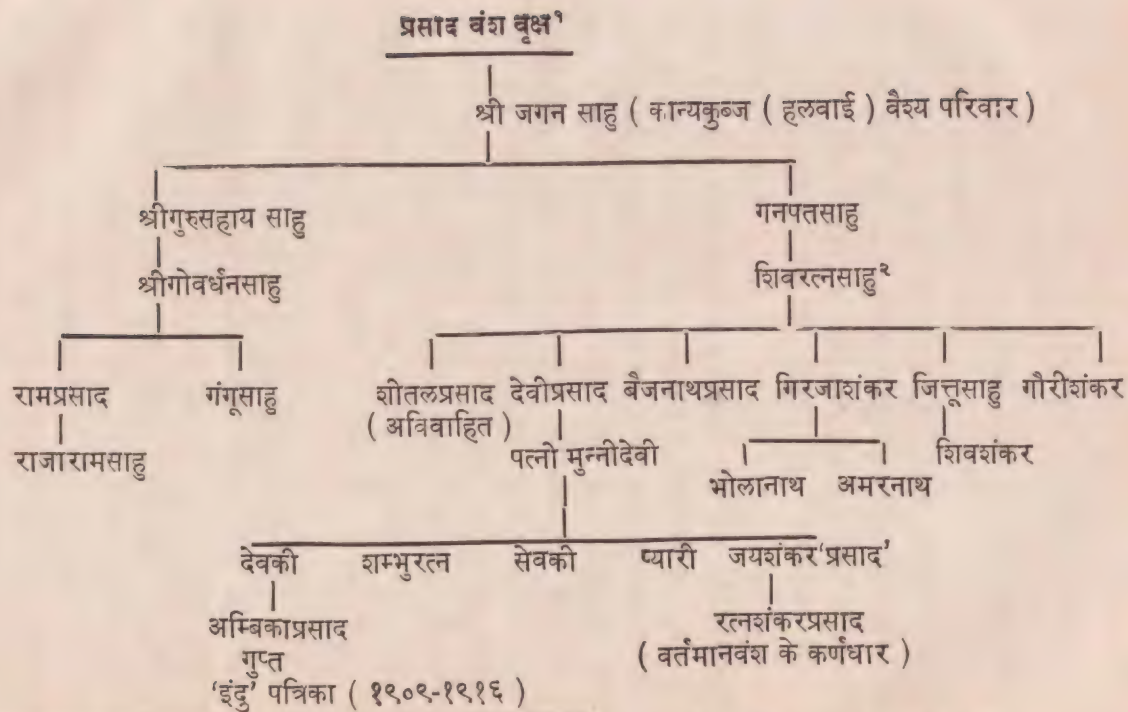 प्रसाद वंश वृक्ष१
श्री जगन साहु ( कान्यकुब्ज ( हलवाई ) वैश्य परिवार )
श्रीगुरुसहाय साहु गनपतसाहु
श्रीगोवर्धनसाहु शिवरत्नसाहु२
रामप्रसाद गंगूसाहु शीतलप्रसाद देवीप्रसाद बैजनाथप्रसाद गिरजाशंकर जित्तूसाहु गौरीशंकर
( अविवाहित )
राजारामसाहु पत्नी मुन्नीदेवी शिवशंकर
भोलानाथ अमरनाथ
देवकी शम्भुरत्न सेवकी प्यारी जयशंकर'प्रसाद'
अम्बिकाप्रसाद रत्नशंकरप्रसाद
गुप्त ( वर्तमानवंश के कर्णधार )
'इंदु' पत्रिका ( १९०९-१९१६ )